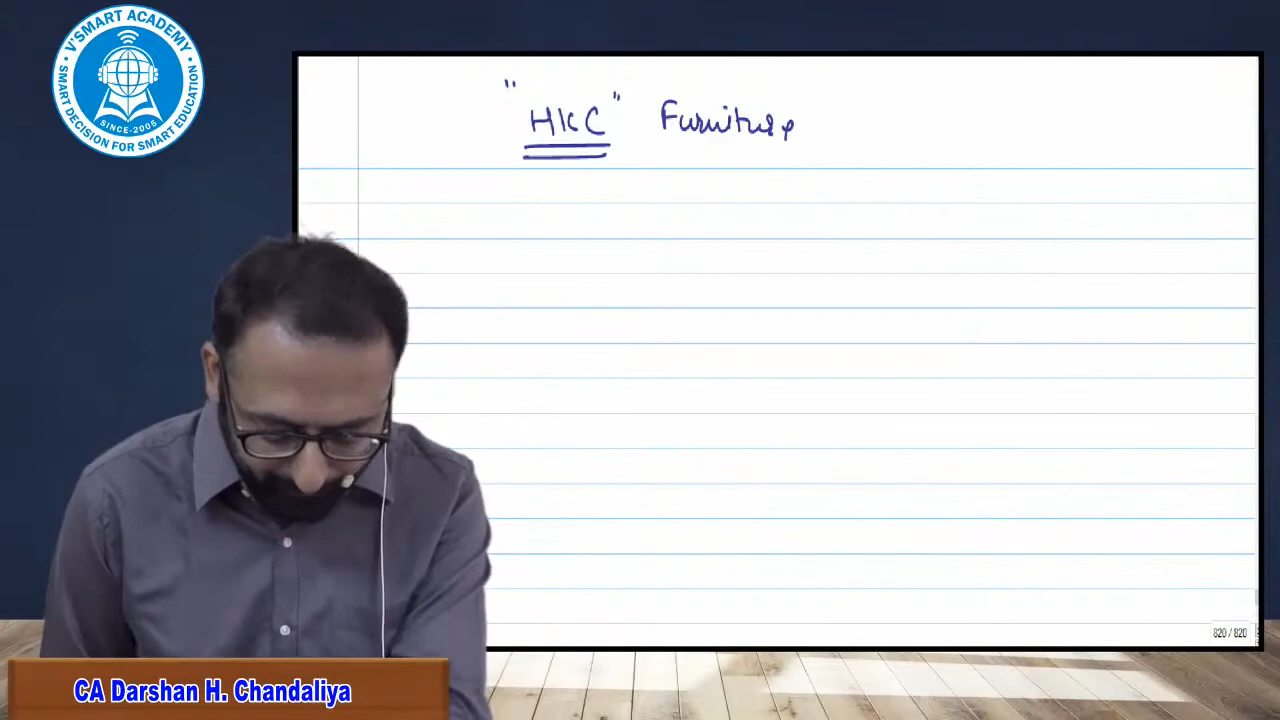 V'SMART ACADEMY
SMART DECISION FOR SMART EDUCATION
SINCE-2005
"HKC" Furniture
820 / 820
CA Darshan H. Chandaliya